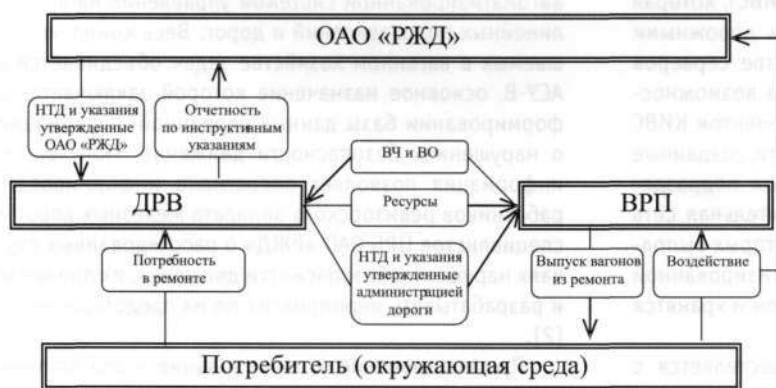 ОАО «РЖД»
НТД и указания
утвержденные
ОАО «РЖД»
Отчетность
по инструктивным
указаниям
ВЧ и ВО
ДРВ
Ресурсы
ВРП
Потребность
в ремонте
НТД и указания
утвержденные
администрацией
дороги
Выпуск вагонов
из ремонта
Воздействие
Потребитель (окружающая среда)